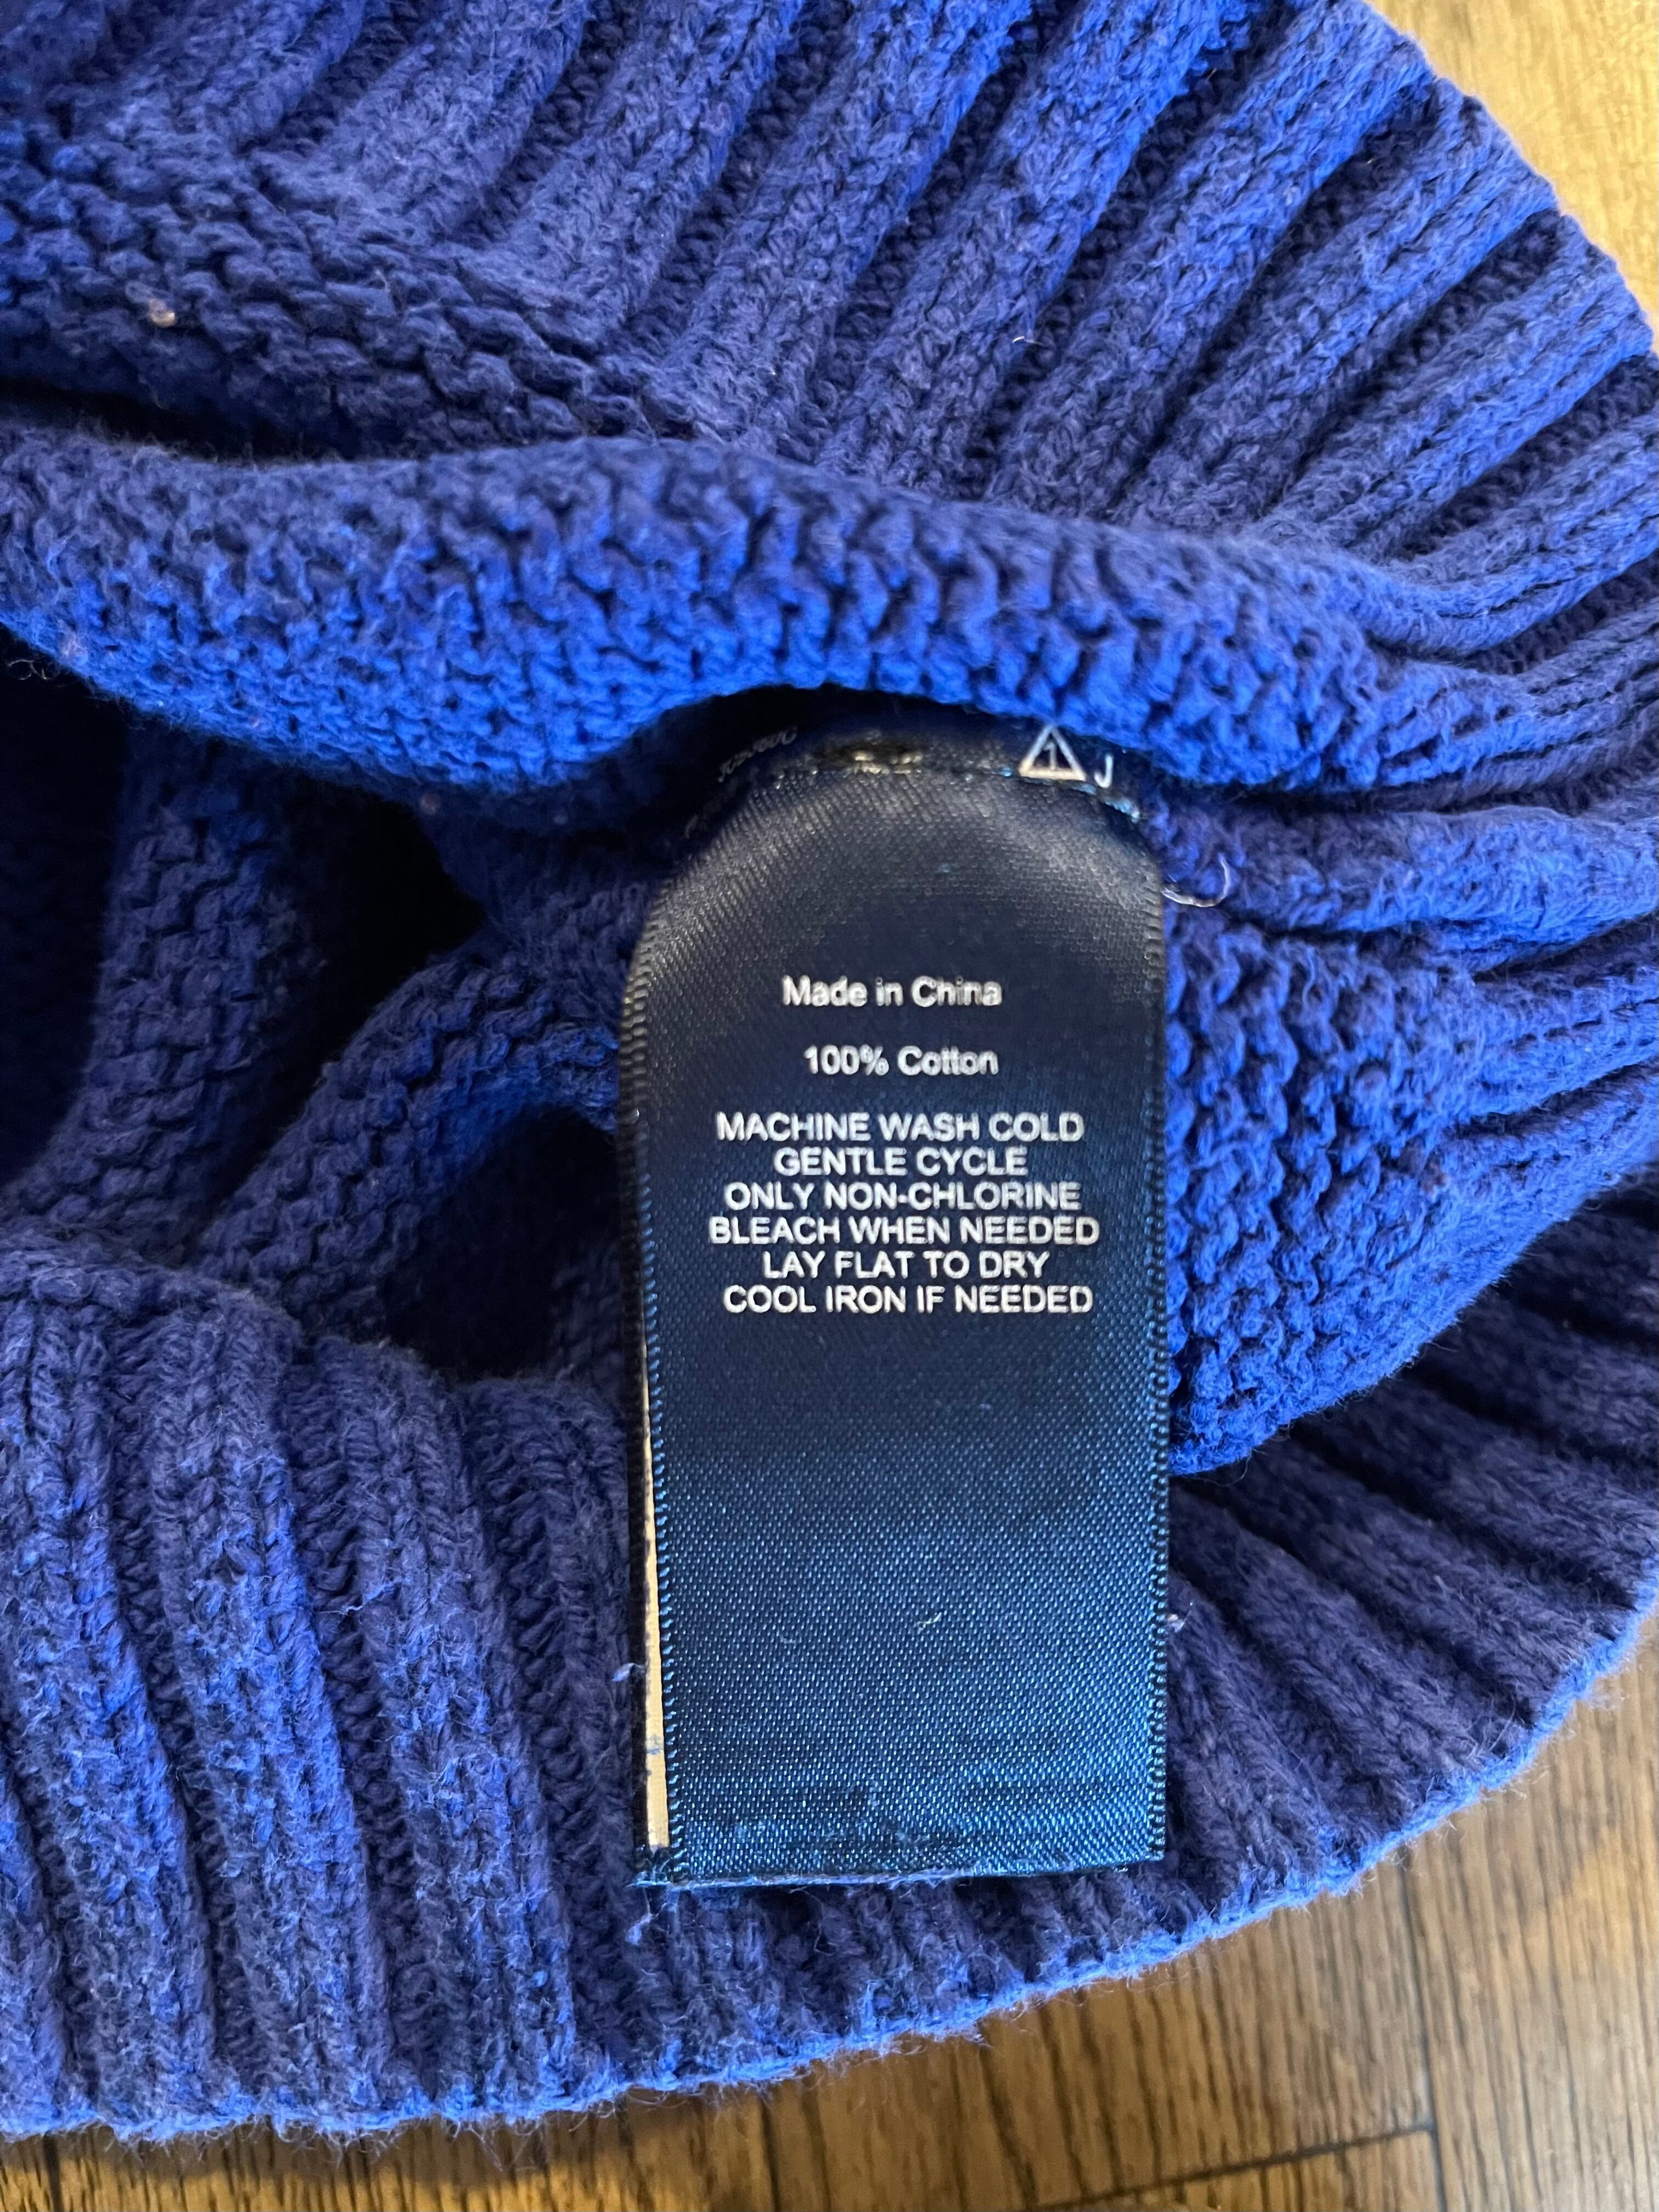 1 J
Made in China
100% Cotton
MACHINE WASH COLD
GENTLE CYCLE
ONLY NON-CHLORINE
BLEACH WHEN NEEDED
LAY FLAT TO DRY
COOL IRON IF NEEDED